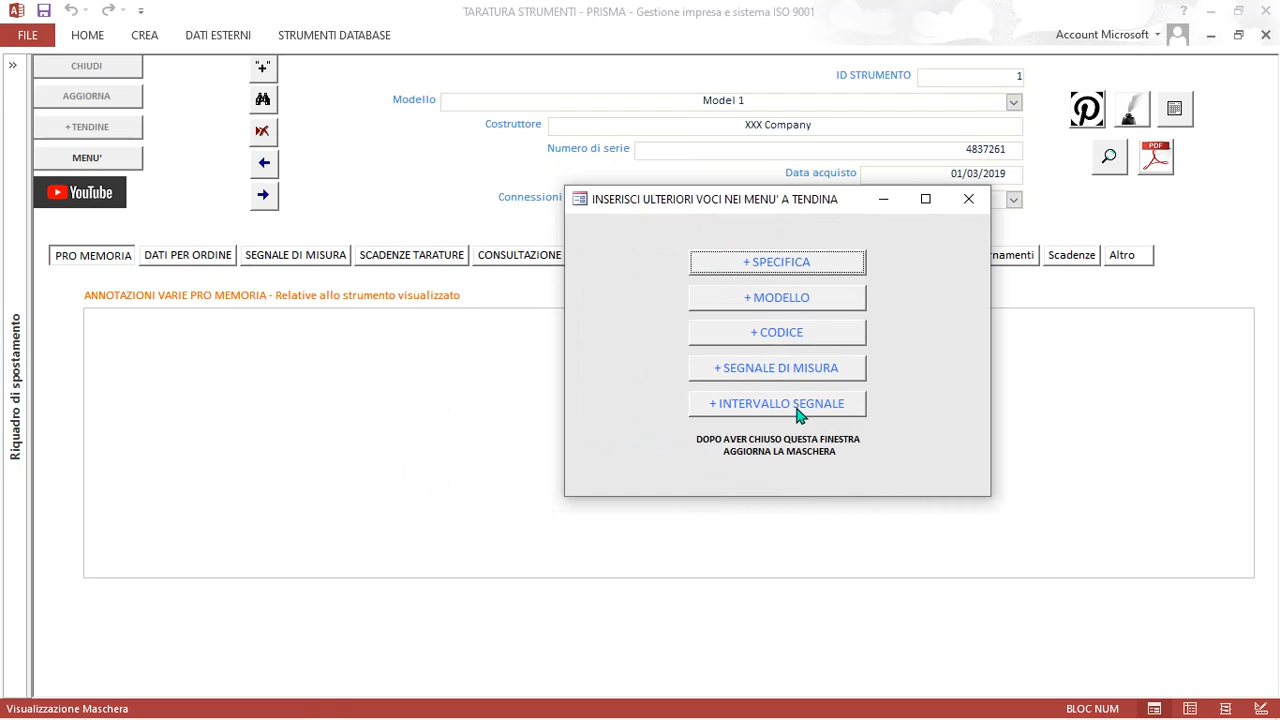 TARATURA STRUMENTI - PRISMA - Gestione impresa e sistema ISO 9001
?
FILE HOME CREA DATI ESTERNI STRUMENTI DATABASE Account Microsoft
»
CHIUDI
AGGIORNA
+ TENDINE
MENU'
YouTube
"+"
ID STRUMENTO 1
Modello Model 1
Costruttore XXX Company
Numero di serie 4837261
Data acquisto 01/03/2019
Connessioni
PDF
PRO MEMORIA DATI PER ORDINE SEGNALE DI MISURA SCADENZE TARATURE CONSULTAZIONE namenti Scadenze Altro
ANNOTAZIONI VARIE PRO MEMORIA - Relative allo strumento visualizzato
Riquadro di spostamento
INSERISCI ULTERIORI VOCI NEI MENU' A TENDINA
+ SPECIFICA
+ MODELLO
+ CODICE
+ SEGNALE DI MISURA
+ INTERVALLO SEGNALE
DOPO AVER CHIUSO QUESTA FINESTRA
AGGIORNA LA MASCHERA
Visualizzazione Maschera BLOC NUM